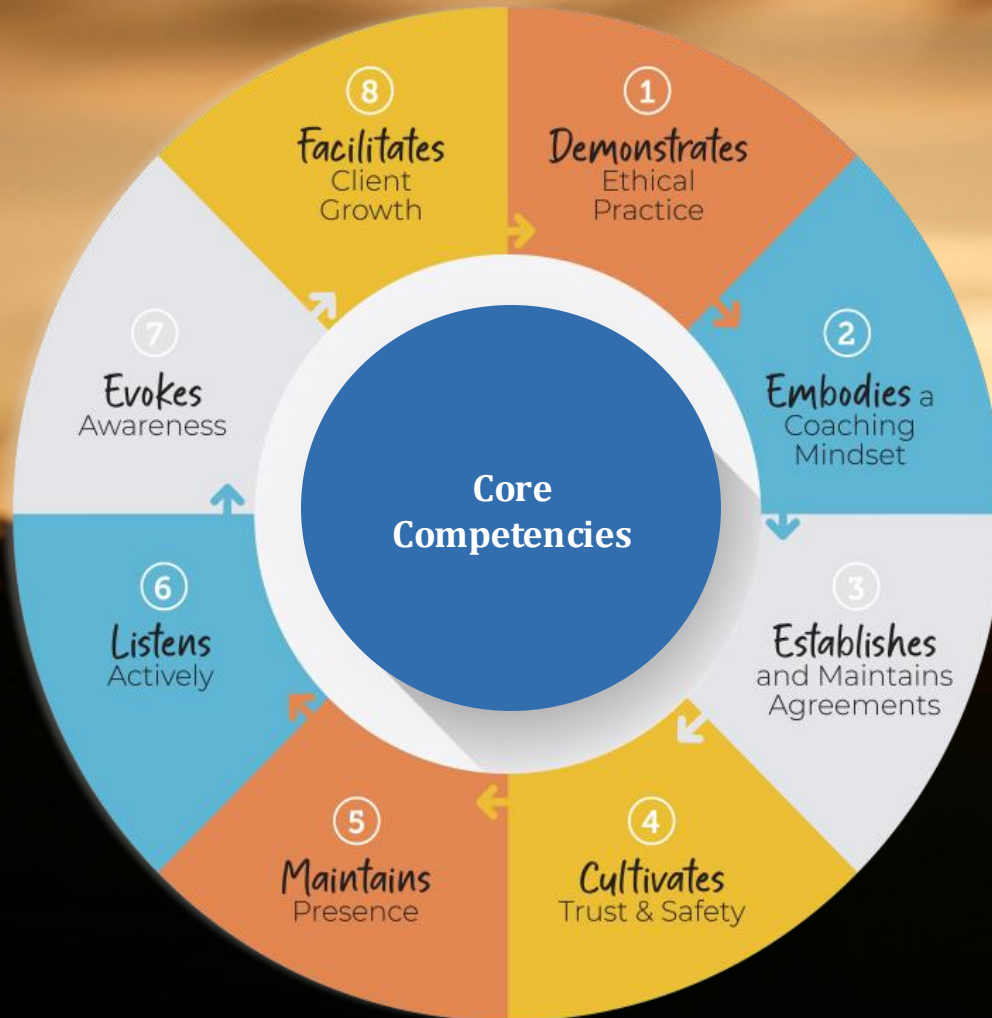 1
Demonstrates
Ethical
Practice
2
Embodies a
Coaching
Mindset
3
Establishes
and Maintains
Agreements
4
Cultivates
Trust & Safety
5
Maintains
Presence
6
Listens
Actively
7
Evokes
Awareness
8
Facilitates
Client
Growth
Core
Competencies